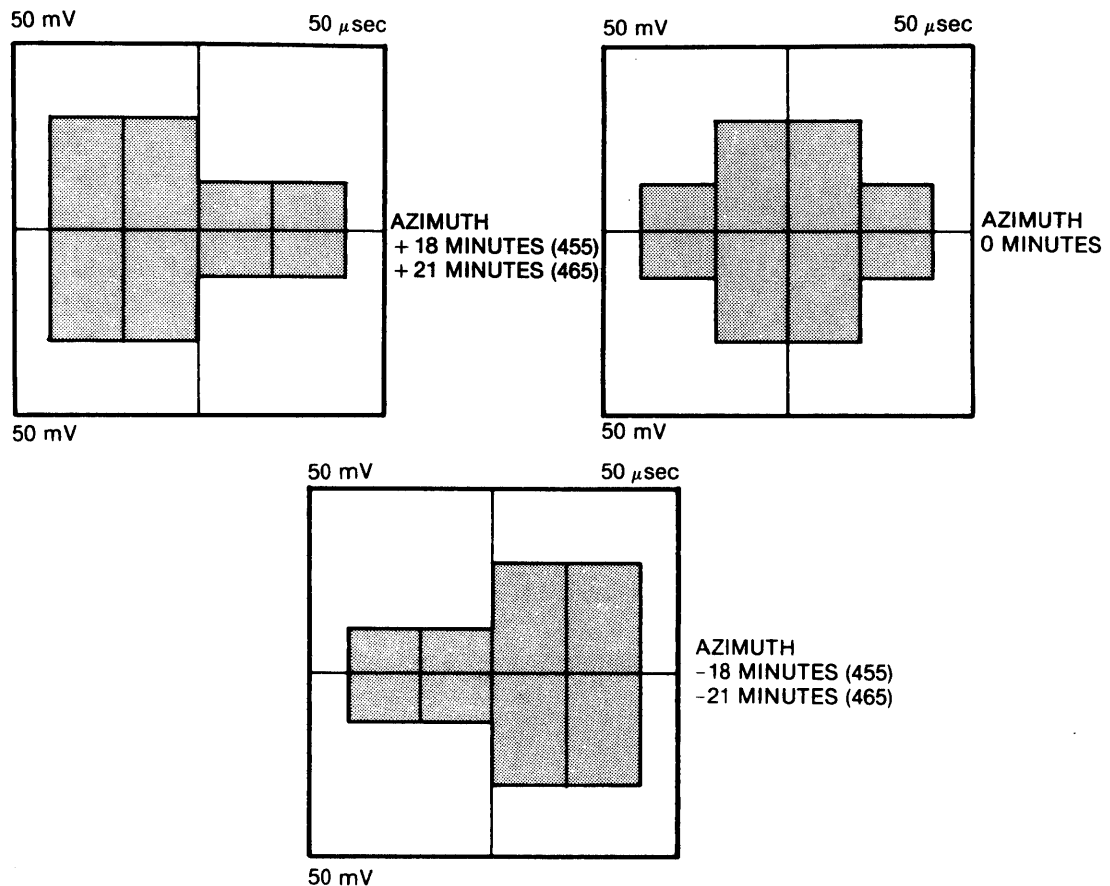 50 mV
50 μsec
50 mV
AZIMUTH
+ 18 MINUTES (455)
+ 21 MINUTES (465)
50 mV
50 μsec
50 mV
AZIMUTH
0 MINUTES
50 mV
50 μsec
50 mV
AZIMUTH
-18 MINUTES (455)
-21 MINUTES (465)